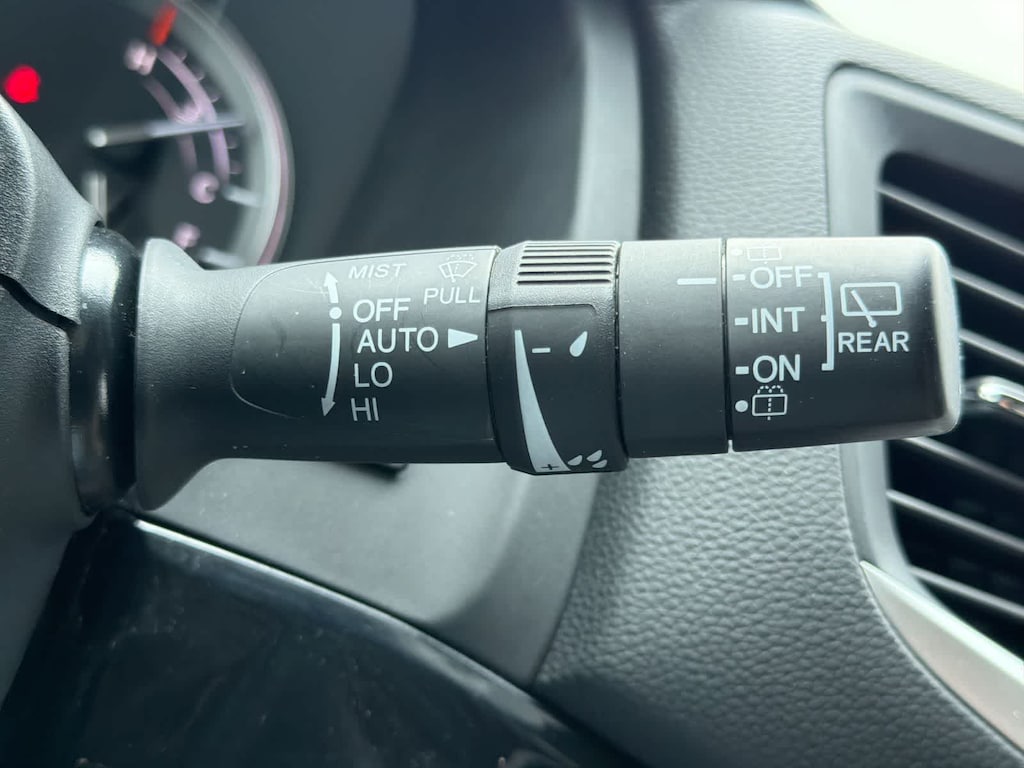 MIST
PULL
OFF
AUTO
LO
HI
-
+
-OFF
-INT
-ON
REAR